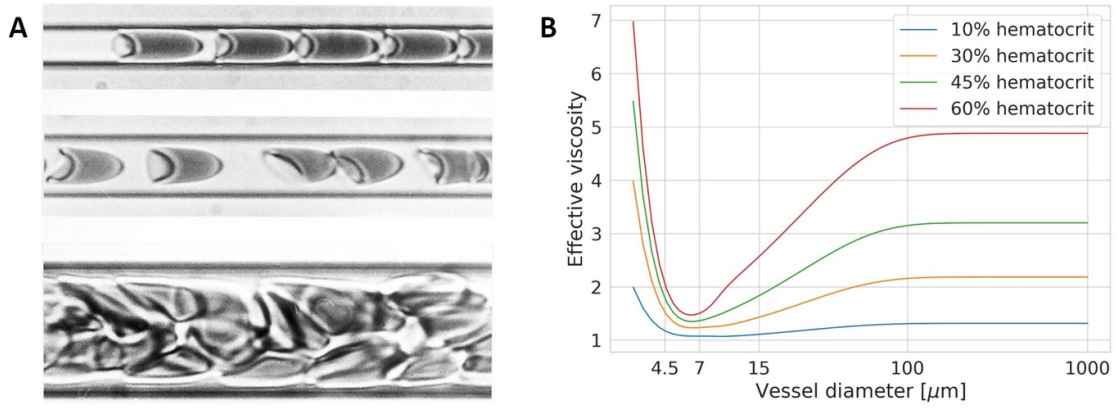 A
B
7
6
5
4
3
2
1
Effective viscosity
10% hematocrit
30% hematocrit
45% hematocrit
60% hematocrit
4.5 7 15 100 1000
Vessel diameter [μm]